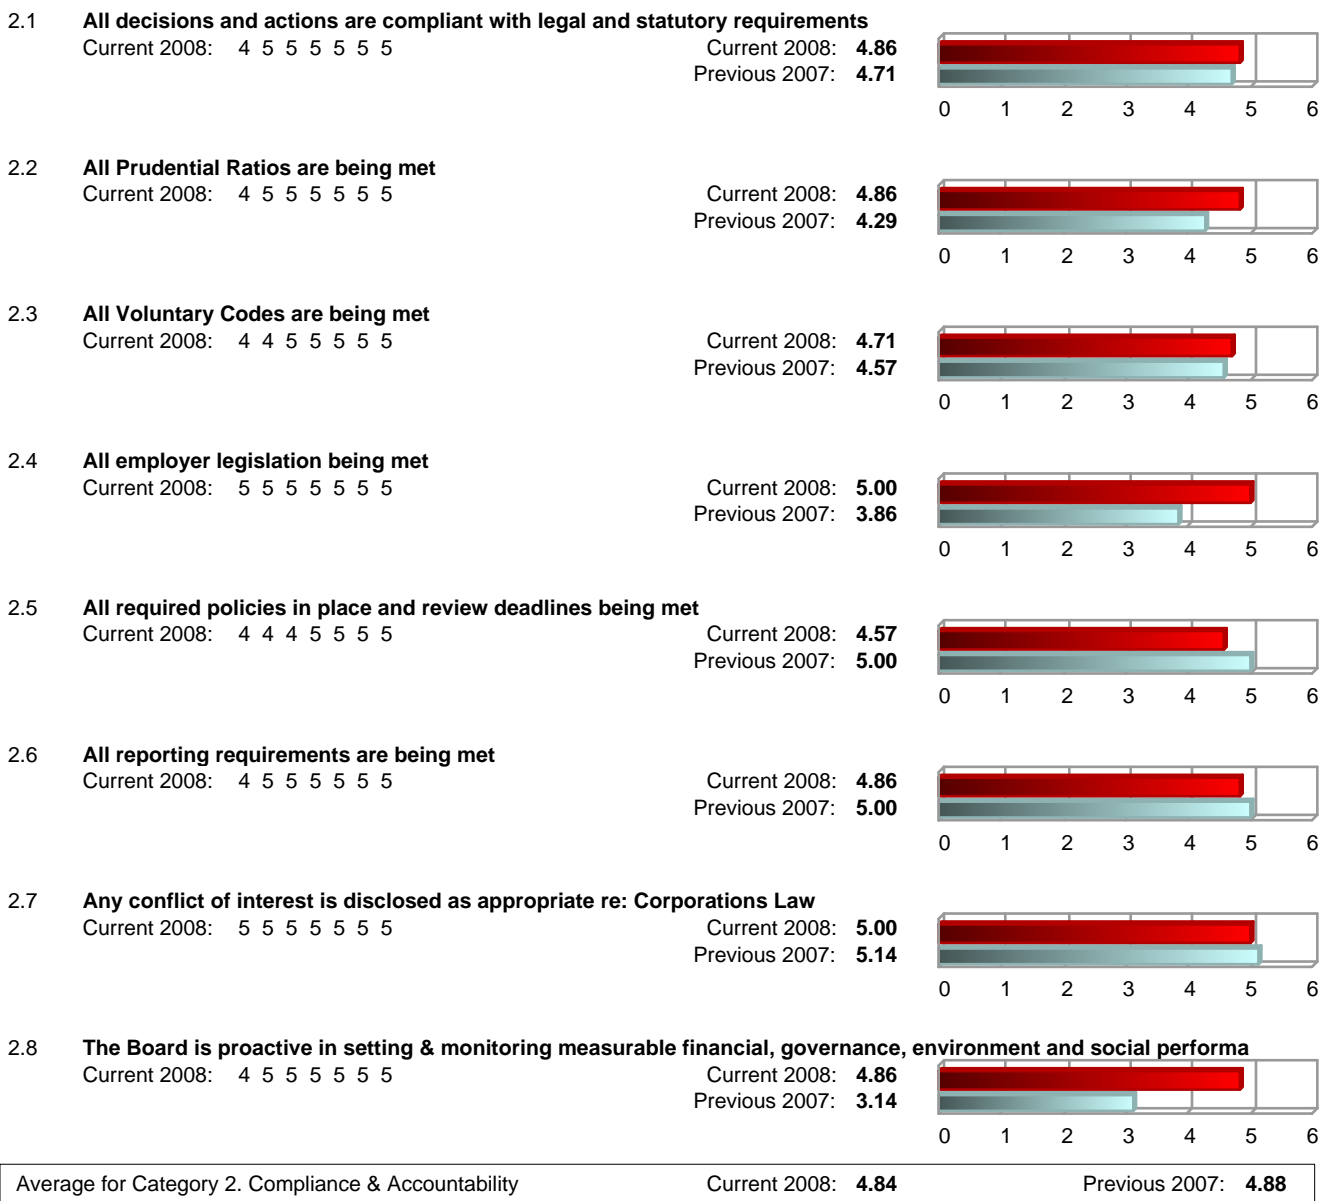 2.1 All decisions and actions are compliant with legal and statutory requirements
Current 2008: 4 5 5 5 5 5 5 Current 2008: 4.86
Previous 2007: 4.71
0 1 2 3 4 5 6
2.2 All Prudential Ratios are being met
Current 2008: 4 5 5 5 5 5 5 Current 2008: 4.86
Previous 2007: 4.29
0 1 2 3 4 5 6
2.3 All Voluntary Codes are being met
Current 2008: 4 4 5 5 5 5 5 Current 2008: 4.71
Previous 2007: 4.57
0 1 2 3 4 5 6
2.4 All employer legislation being met
Current 2008: 5 5 5 5 5 5 5 Current 2008: 5.00
Previous 2007: 3.86
0 1 2 3 4 5 6
2.5 All required policies in place and review deadlines being met
Current 2008: 4 4 4 5 5 5 5 Current 2008: 4.57
Previous 2007: 5.00
0 1 2 3 4 5 6
2.6 All reporting requirements are being met
Current 2008: 4 5 5 5 5 5 5 Current 2008: 4.86
Previous 2007: 5.00
0 1 2 3 4 5 6
2.7 Any conflict of interest is disclosed as appropriate re: Corporations Law
Current 2008: 5 5 5 5 5 5 5 Current 2008: 5.00
Previous 2007: 5.14
0 1 2 3 4 5 6
2.8 The Board is proactive in setting & monitoring measurable financial, governance, environment and social performa
Current 2008: 4 5 5 5 5 5 5 Current 2008: 4.86
Previous 2007: 3.14
0 1 2 3 4 5 6
Average for Category 2. Compliance & Accountability Current 2008: 4.84 Previous 2007: 4.88